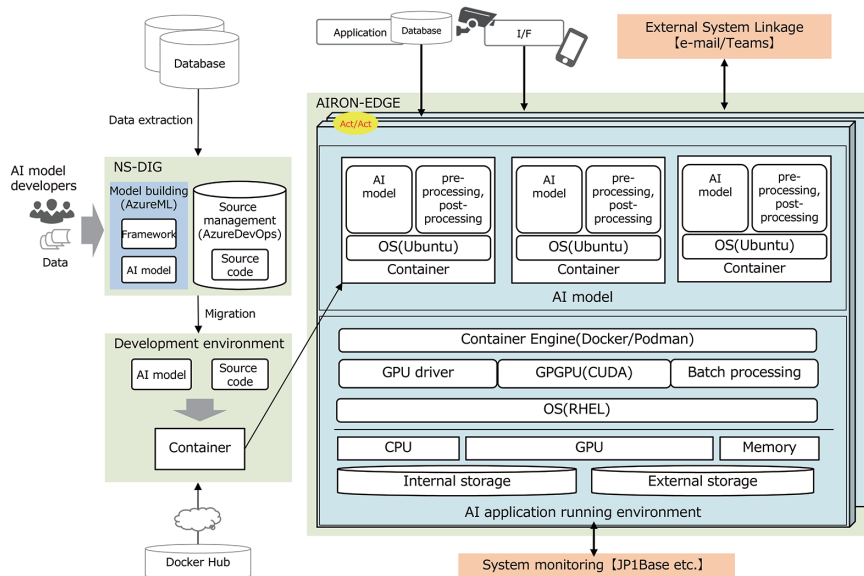 Database
Data extraction
AI model
developers
Data
NS-DIG
Model building
(AzureML)
Framework
AI model
Source
management
(AzureDevOps)
Source
code
Migration
Development environment
AI model
Source
code
Container
Docker Hub
Application
Database
I/F
External System Linkage
【e-mail/Teams】
AIRON-EDGE
Act/Act
AI
model
pre-
processing,
post-
processing
OS(Ubuntu)
Container
AI
model
pre-
processing,
post-
processing
OS(Ubuntu)
Container
AI
model
pre-
processing,
post-
processing
OS(Ubuntu)
Container
AI model
Container Engine(Docker/Podman)
GPU driver
GPGPU(CUDA)
Batch processing
OS(RHEL)
CPU
GPU
Memory
Internal storage
External storage
AI application running environment
System monitoring【JP1Base etc.】